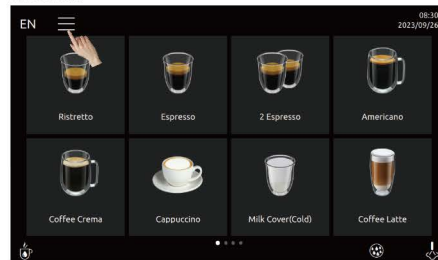 08:30
EN
2023/09/26
Ristretto
Espresso
2 Espresso
Americano
Coffee Crema
Cappuccino
Milk Cover(Cold)
Coffee Latte